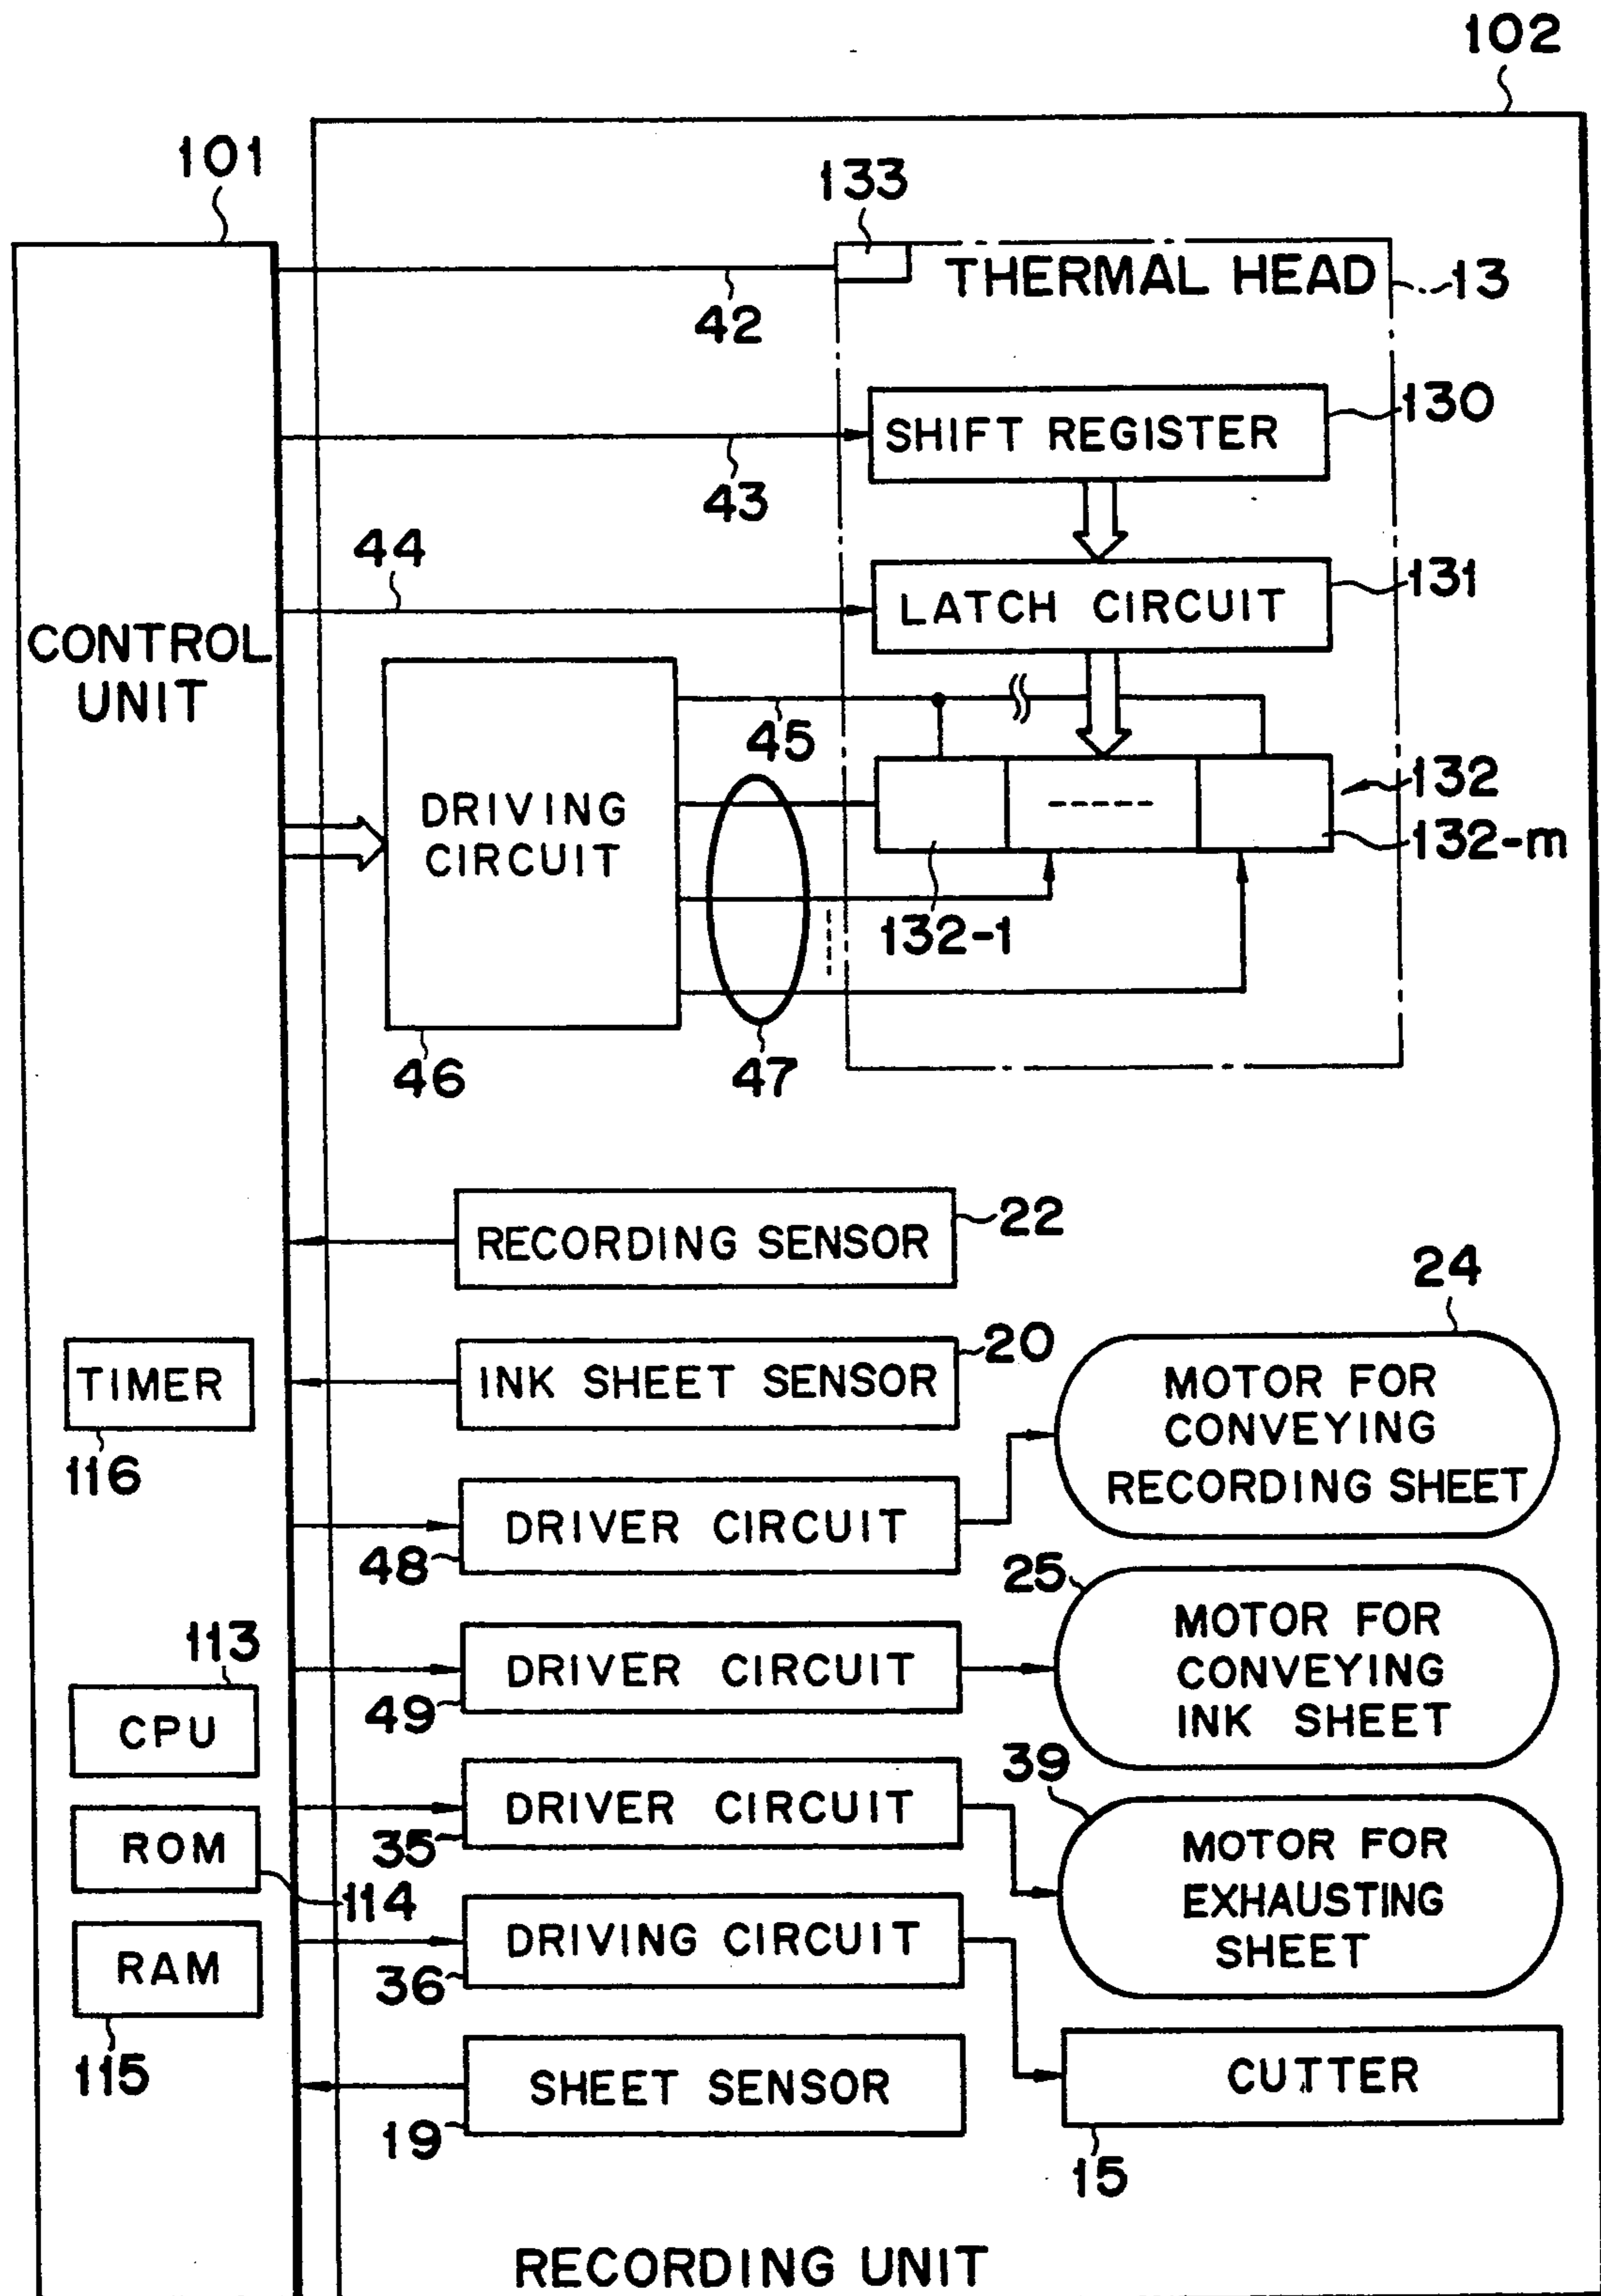 102
101
133
THERMAL HEAD
13
42
SHIFT REGISTER
130
43
44
LATCH CIRCUIT
131
CONTROL
UNIT
45
DRIVING
CIRCUIT
132
132-m
132-1
46
47
RECORDING SENSOR
22
24
TIMER
116
INK SHEET SENSOR
20
MOTOR FOR
CONVEYING
RECORDING SHEET
DRIVER CIRCUIT
48
25
MOTOR FOR
CONVEYING
INK SHEET
113
CPU
DRIVER CIRCUIT
49
39
ROM
114
DRIVER CIRCUIT
35
MOTOR FOR
EXHAUSTING
SHEET
RAM
115
DRIVING CIRCUIT
36
SHEET SENSOR
19
CUTTER
15
RECORDING UNIT